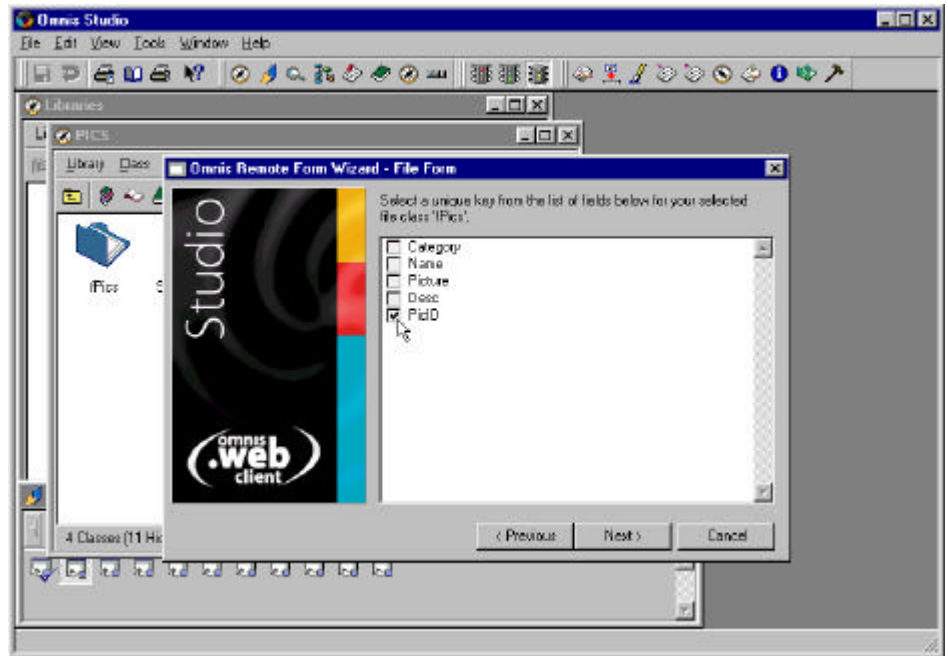 Omnis Studio
File Edit View Tools Window Help
Libraries
PICS
Library Class
Omnis Remote Form Wizard - File Form
Studio
Select a unique key from the list of fields below for your selected
file class 'fPics'.
Category
Name
Picture
Desc
PicID
fPics
S
omnis
.web
client
4 Classes (11 Hi
< Previous Next > Cancel